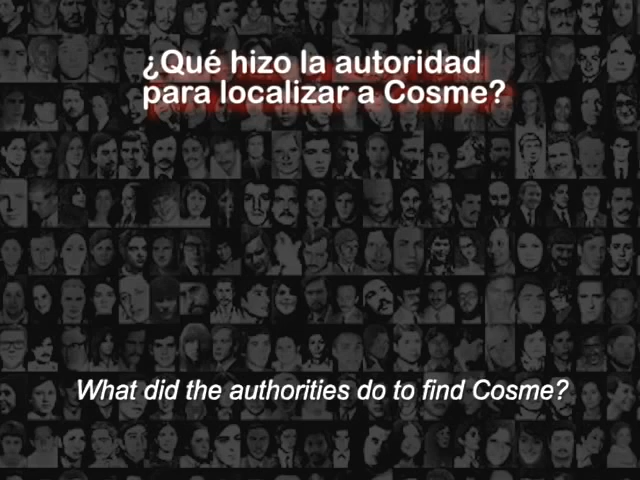 ¿Qué hizo la autoridad
para localizar a Cosme?
What did the authorities do to find Cosme?